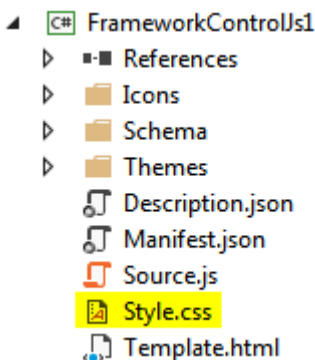 C# FrameworkControlJs1
References
Icons
Schema
Themes
Description.json
Manifest.json
Source.js
Style.css
Template.html